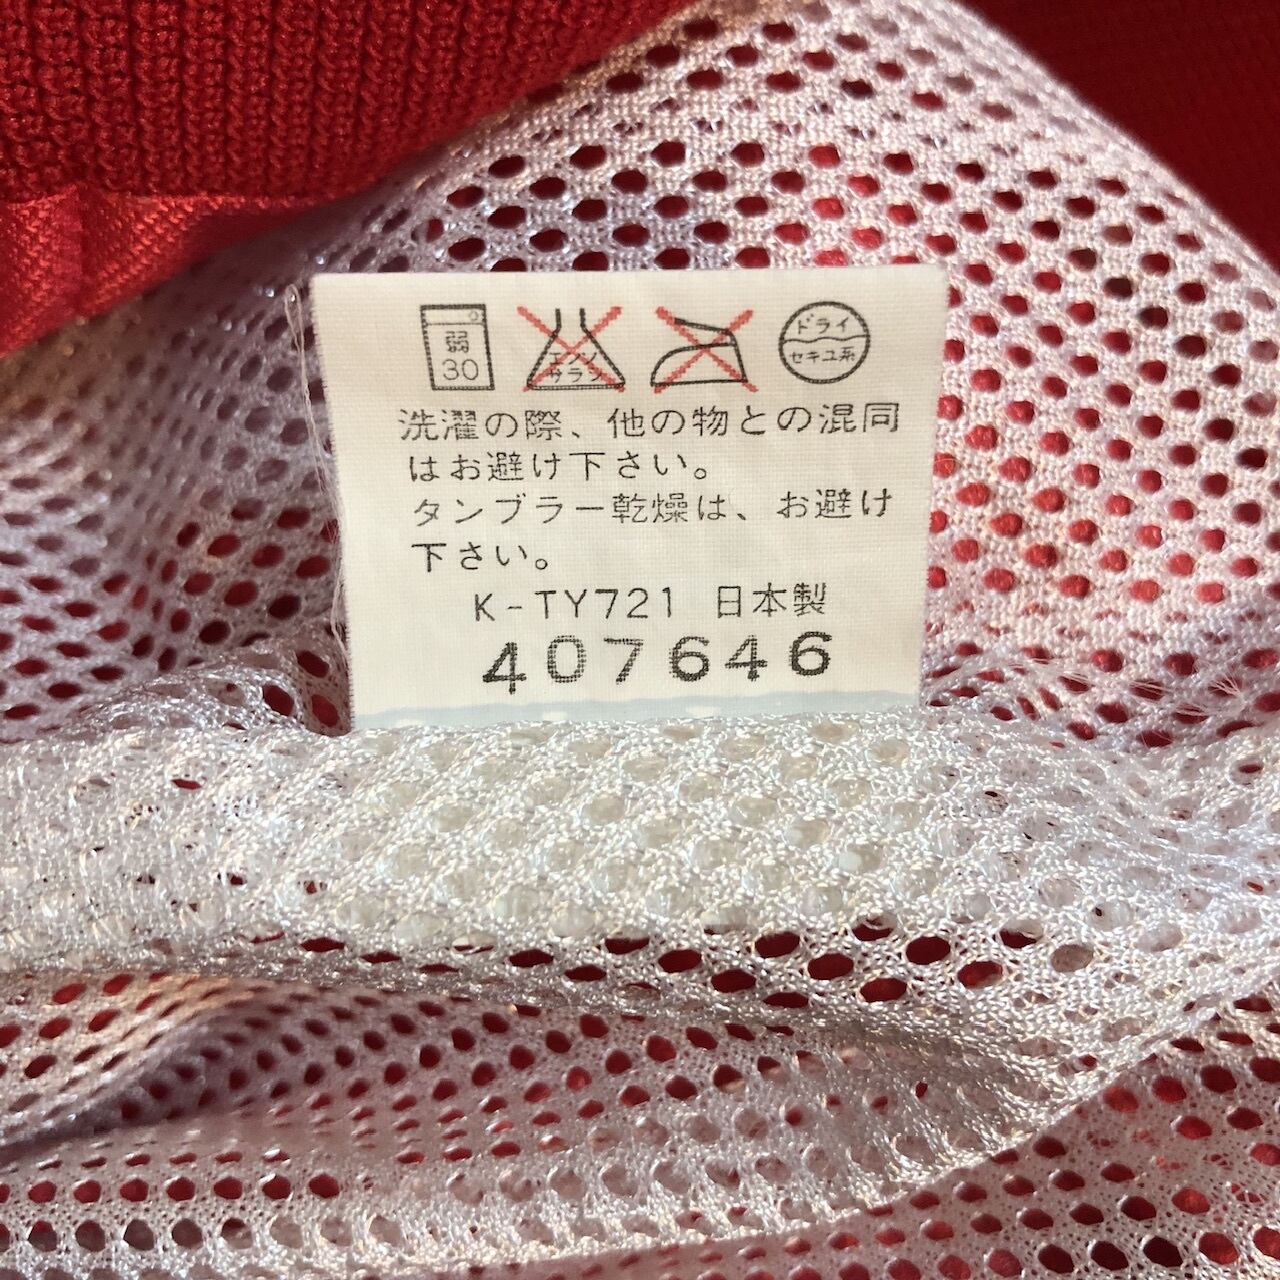 弱
30
エンソ
サラシ
ドライ
セキユ系
洗濯の際、他の物との混同
はお避け下さい。
タンブラー乾燥は、お避け
下さい。
K-TY721 日本製
407646